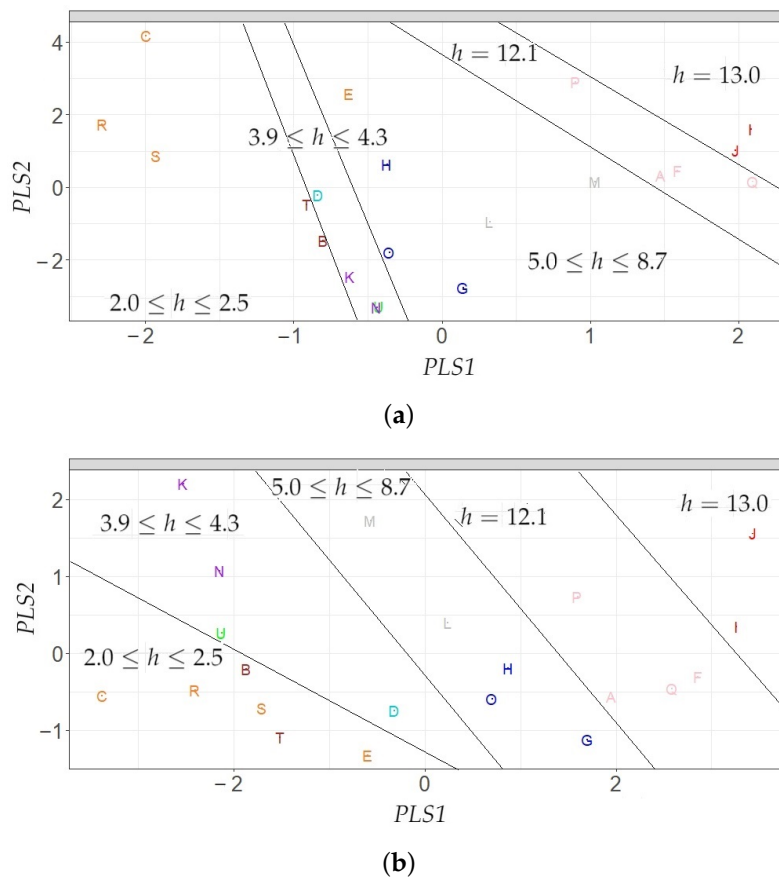 4
2
0
−2
PLS2
C
R
S
E
3.9 ≤ h ≤ 4.3
H
D
T
B
K
N
U
O
G
L
M
P
A
F
Q
J
I
h = 12.1
h = 13.0
5.0 ≤ h ≤ 8.7
2.0 ≤ h ≤ 2.5
−2 −1 0 1 2
PLS1
(a)
2
1
0
−1
PLS2
K
5.0 ≤ h ≤ 8.7
3.9 ≤ h ≤ 4.3
M
h = 12.1
h = 13.0
J
N
P
U
L
I
2.0 ≤ h ≤ 2.5
B
H
F
C
R
S
D
O
A
Q
T
E
G
−2 0 2
PLS1
(b)